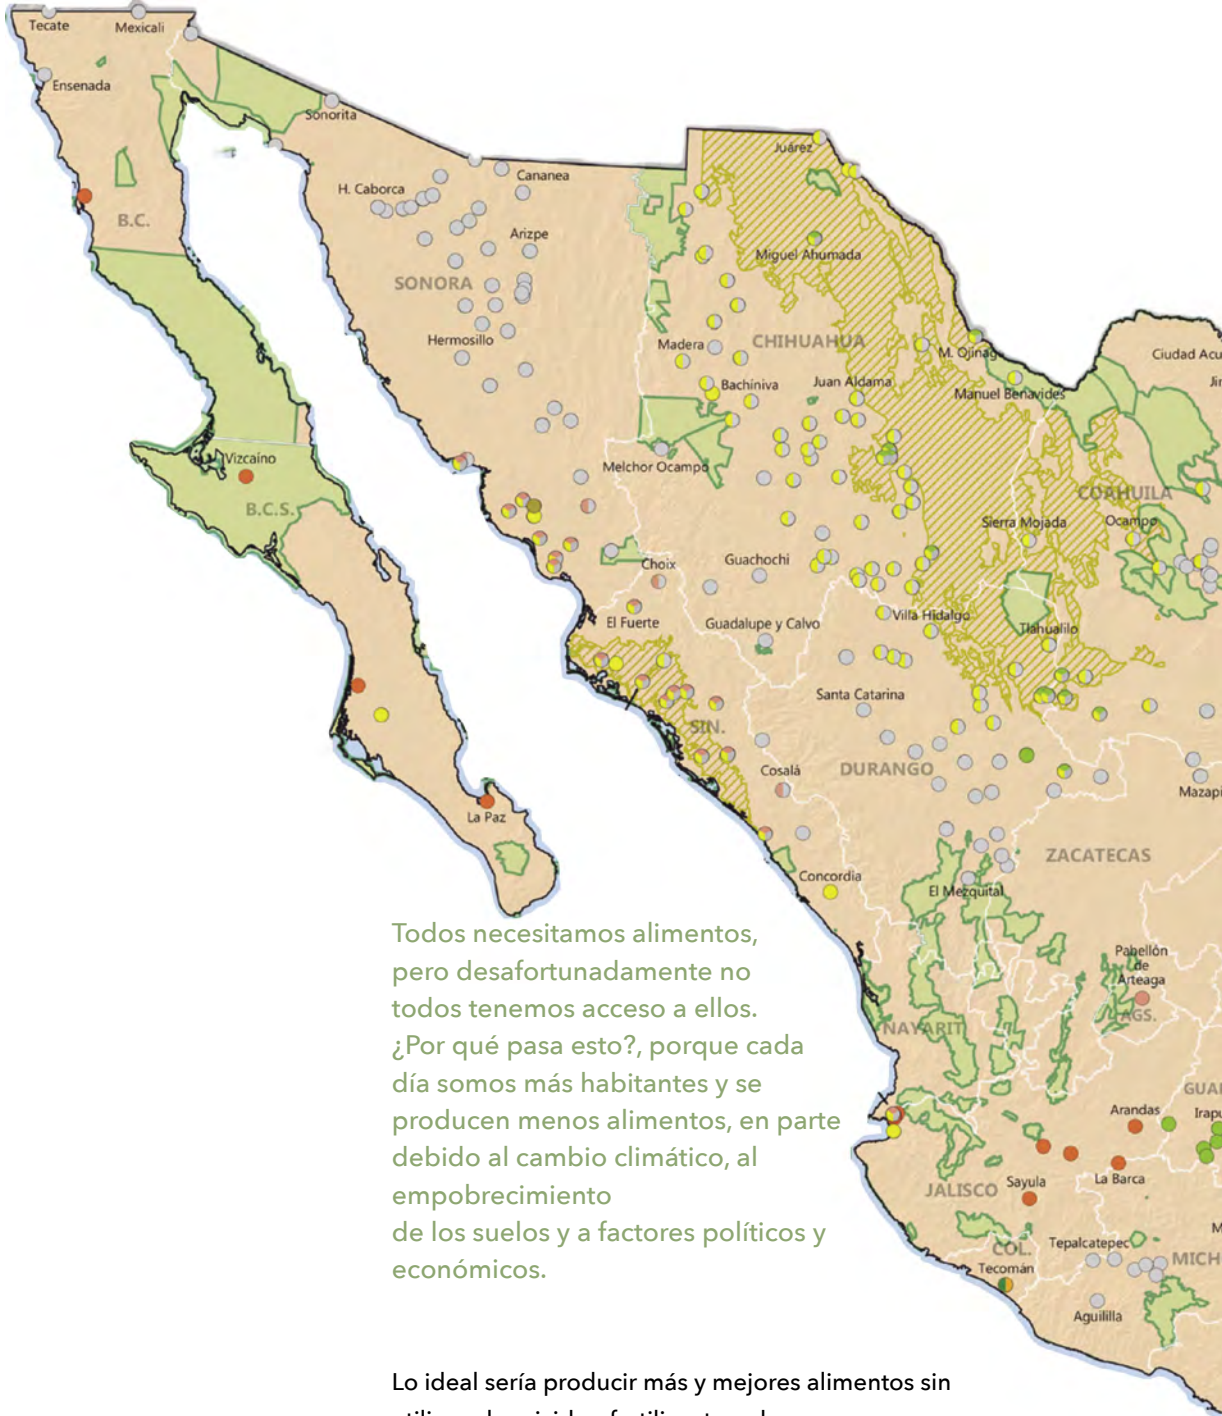 Tecate
Mexicali
Ensenada
Sonorita
B.C.
H. Caborca
Cananea
Arizpe
SONORA
Hermosillo
Juárez
Miguel Ahumada
CHIHUAHUA
Madera
M. Ojinaga
Bachiniva
Juan Aldama
Manuel Benavides
Ciudad Acu
Jir
Vizcaíno
B.C.S.
Melchor Ocampo
COAHUILA
Sierra Mojada
Ocampo
Choix
Guachochi
El Fuerte
Guadalupe y Calvo
Villa Hidalgo
Tlahualilo
Santa Catarina
SIN.
Cosalá
DURANGO
Mazapi
La Paz
ZACATECAS
Concordia
El Mezquital
Pabellón
de
Arteaga
AGS.
NAYARIT
GUAI
Arandas
Irapu
JALISCO
Sayula
La Barca
COL.
Tepalcatepec
M
MICH
Tecomán
Aguililla
Todos necesitamos alimentos,
pero desafortunadamente no
todos tenemos acceso a ellos.
¿Por qué pasa esto?, porque cada
día somos más habitantes y se
producen menos alimentos, en parte
debido al cambio climático, al
empobrecimiento
de los suelos y a factores políticos y
económicos.
Lo ideal sería producir más y mejores alimentos sin